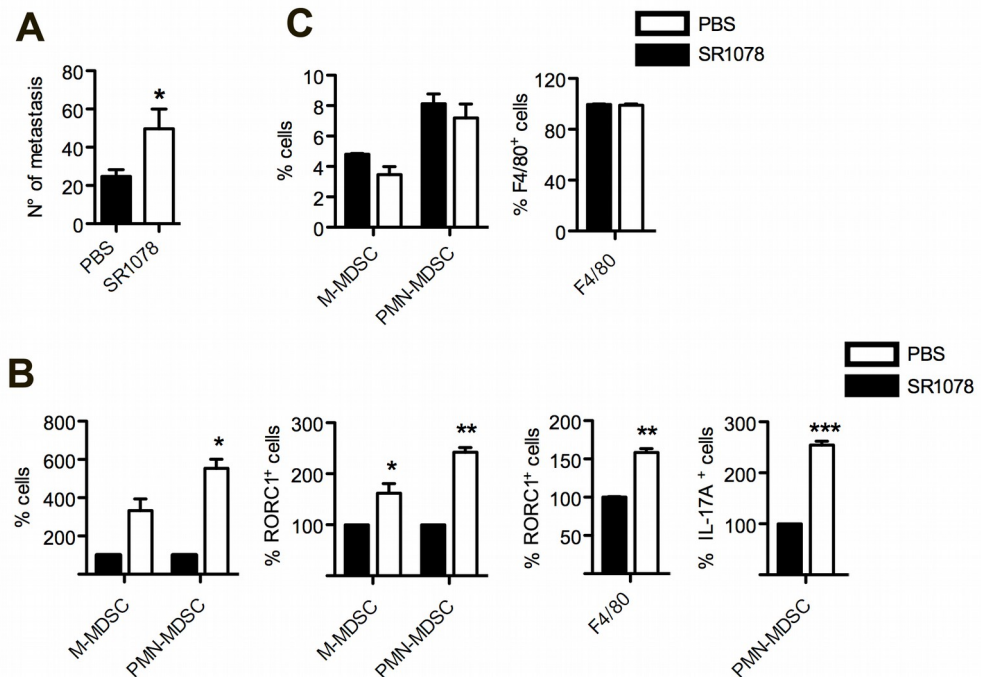 A
N° of metastasis
80
60
40
20
0
*
PBS
SR1078
C
PBS
SR1078
% cells
10
8
6
4
2
0
M-MDSC
PMN-MDSC
% F4/80+ cells
120
80
40
0
F4/80
B
PBS
SR1078
% cells
800
600
400
200
*
M-MDSC
PMN-MDSC
% RORC1+ cells
300
200
100
*
**
M-MDSC
PMN-MDSC
% RORC1+ cells
200
150
100
50
**
F4/80
% IL-17A + cells
300
200
100
***
PMN-MDSC